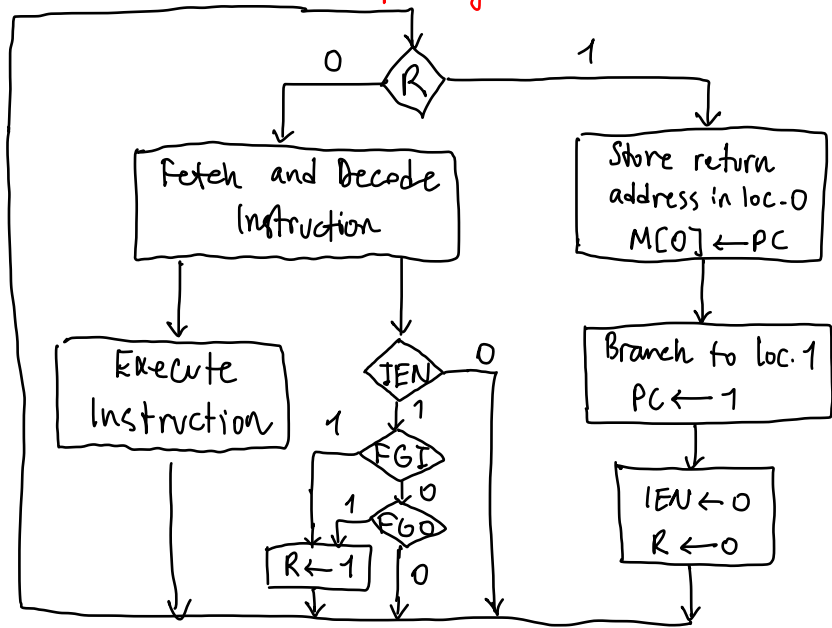 0
R
1
Fetch and Decode
Instruction
Store return
address in loc. 0
M[0] ← PC
Execute
Instruction
IEN
0
1
Branch to loc. 1
PC ← 1
1
FGI
0
1
FGO
0
R ← 1
IEN ← 0
R ← 0